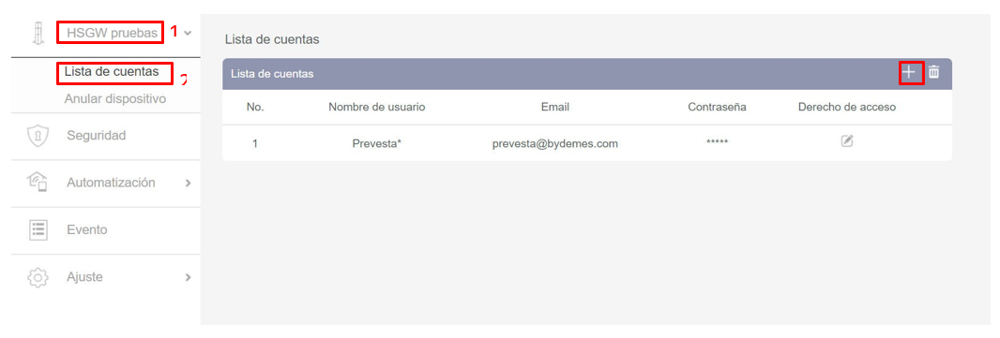 HSGW pruebas 1
Lista de cuentas 2
Anular dispositivo
Seguridad
Automatización
Evento
Ajuste
Lista de cuentas
Lista de cuentas
No. Nombre de usuario Email Contraseña Derecho de acceso
1 Prevesta* prevesta@bydemes.com *****